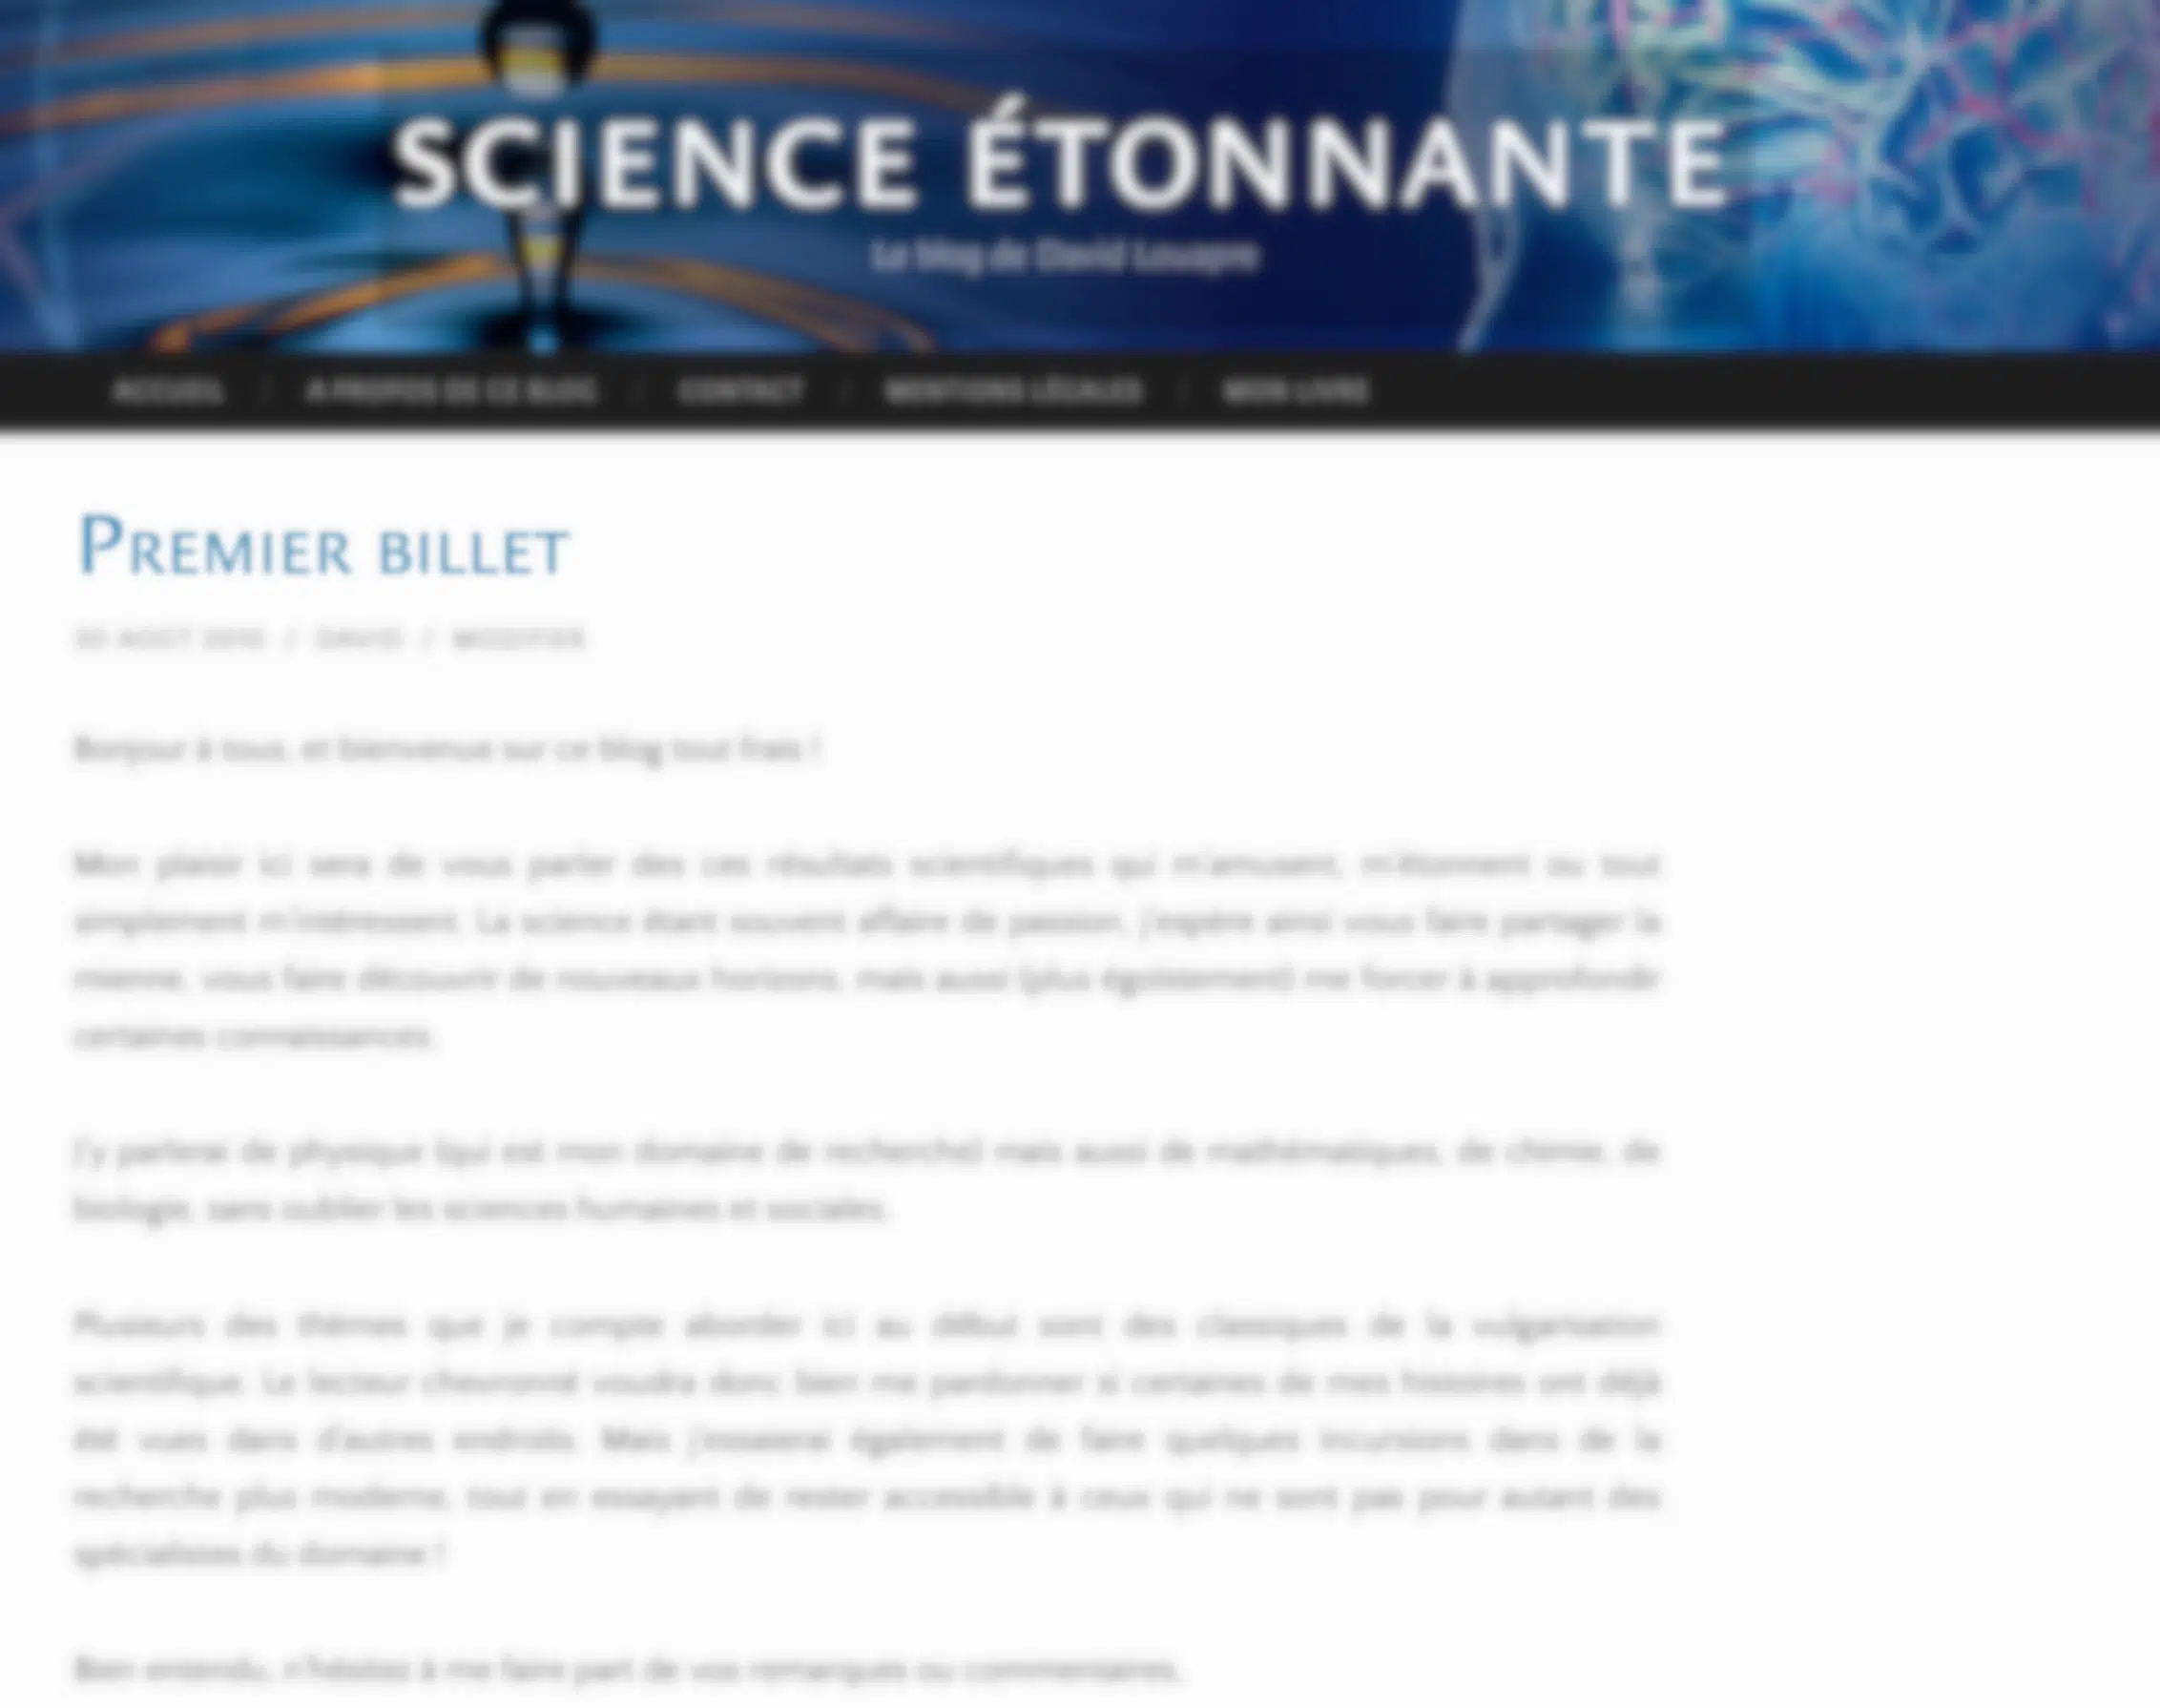 SCIENCE ÉTONNANTE
Le blog de David Louapre
ACCUEIL / A PROPOS DE CE BLOG / CONTACT / MENTIONS LÉGALES / MON LIVRE
PREMIER BILLET
30 AOÛT 2010 / DAVID / MODIFIER
Bonjour à tous, et bienvenue sur ce blog tout frais !
Mon plaisir ici sera de vous parler des ces résultats scientifiques qui m'amusent, m'étonnent ou tout
simplement m'intéressent. La science étant souvent affaire de passion, j'espère ainsi vous faire partager la
mienne, vous faire découvrir de nouveaux horizons, mais aussi (plus égoistement) me forcer à approfondir
certaines connaissances.
J'y parlerai de physique (qui est mon domaine de recherche) mais aussi de mathématiques, de chimie, de
biologie, sans oublier les sciences humaines et sociales.
Plusieurs des thèmes que je compte aborder ici au début sont des classiques de la vulgarisation
scientifique. Le lecteur chevronné voudra donc bien me pardonner si certaines de mes histoires ont déjà
été vues dans d'autres endroits. Mais j'essaierai également de faire quelques incursions dans de la
recherche plus moderne, tout en essayant de rester accessible à ceux qui ne sont pas pour autant des
spécialistes du domaine !
Bien entendu, n'hésitez à me faire part de vos remarques ou commentaires,